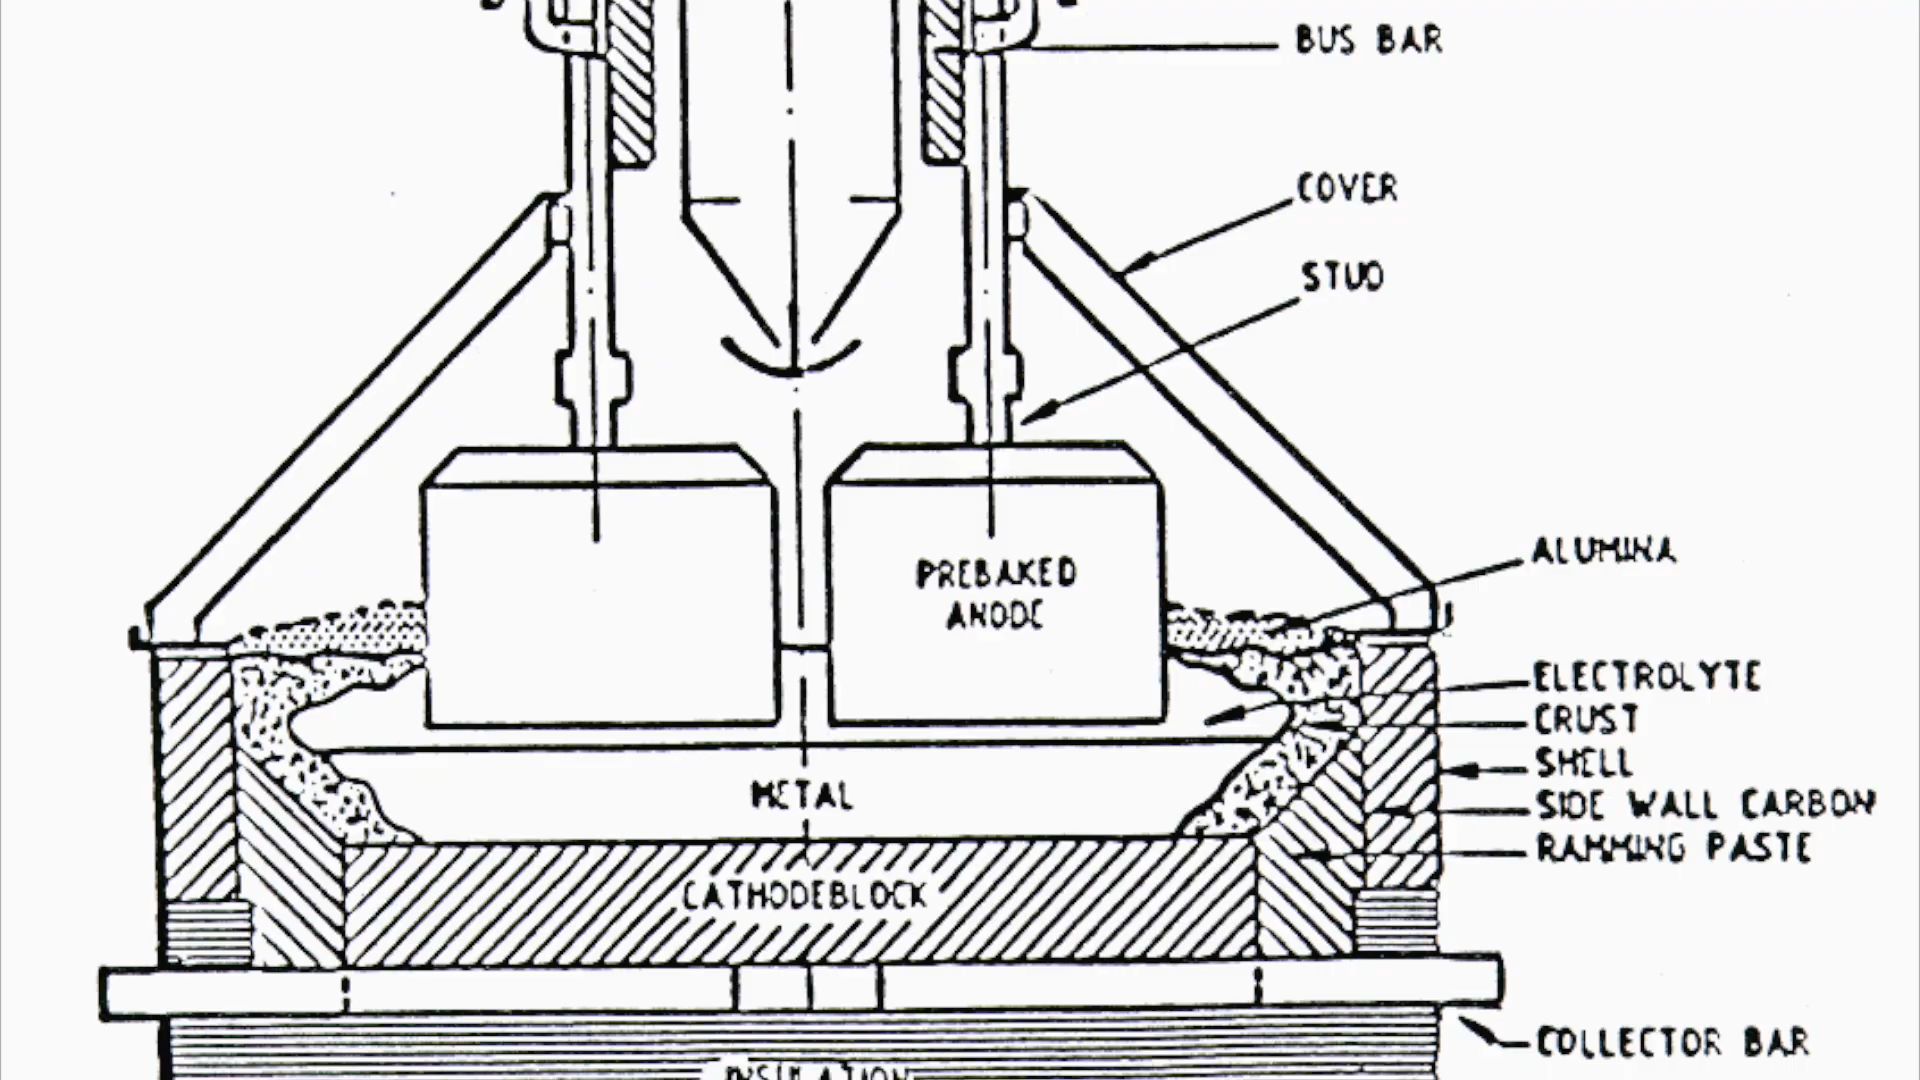 BUS BAR
COVER
STUD
ALUMINA
PREBAKED
ANODE
ELECTROLYTE
CRUST
SHELL
METAL
SIDE WALL CARBON
RAMMING PASTE
CATHODEBLOCK
COLLECTOR BAR
INSULATION